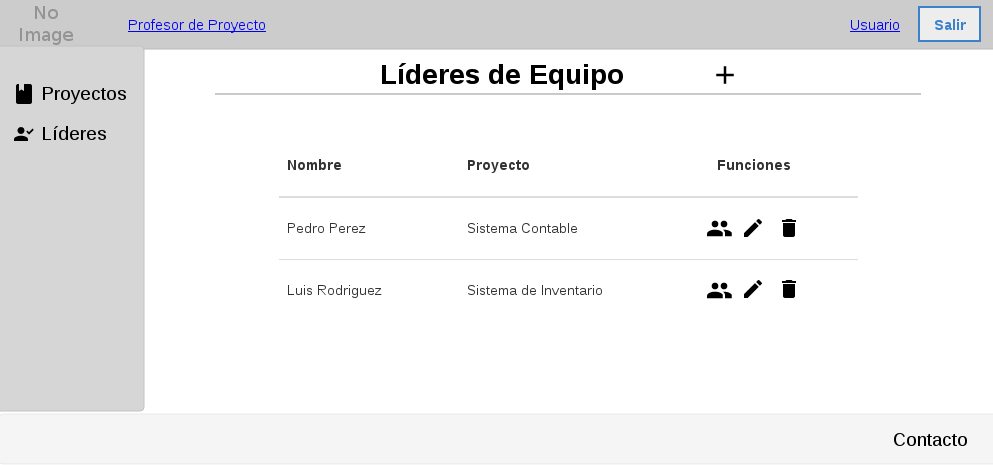 No
Image
Profesor de Proyecto
Usuario
Salir
Proyectos
Líderes
Líderes de Equipo
Nombre Proyecto Funciones
Pedro Perez Sistema Contable
Luis Rodriguez Sistema de Inventario
Contacto